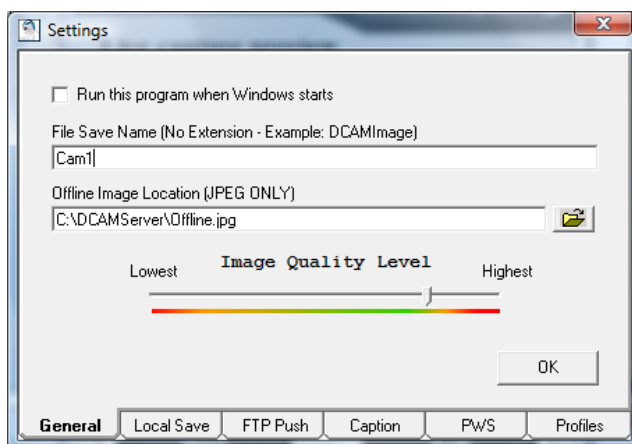 Settings
Run this program when Windows starts
File Save Name (No Extension - Example: DCAMImage)
Cam1
Offline Image Location (JPEG ONLY)
C:\DCAMServer\Offline.jpg
Lowest Image Quality Level Highest
OK
General Local Save FTP Push Caption PWS Profiles